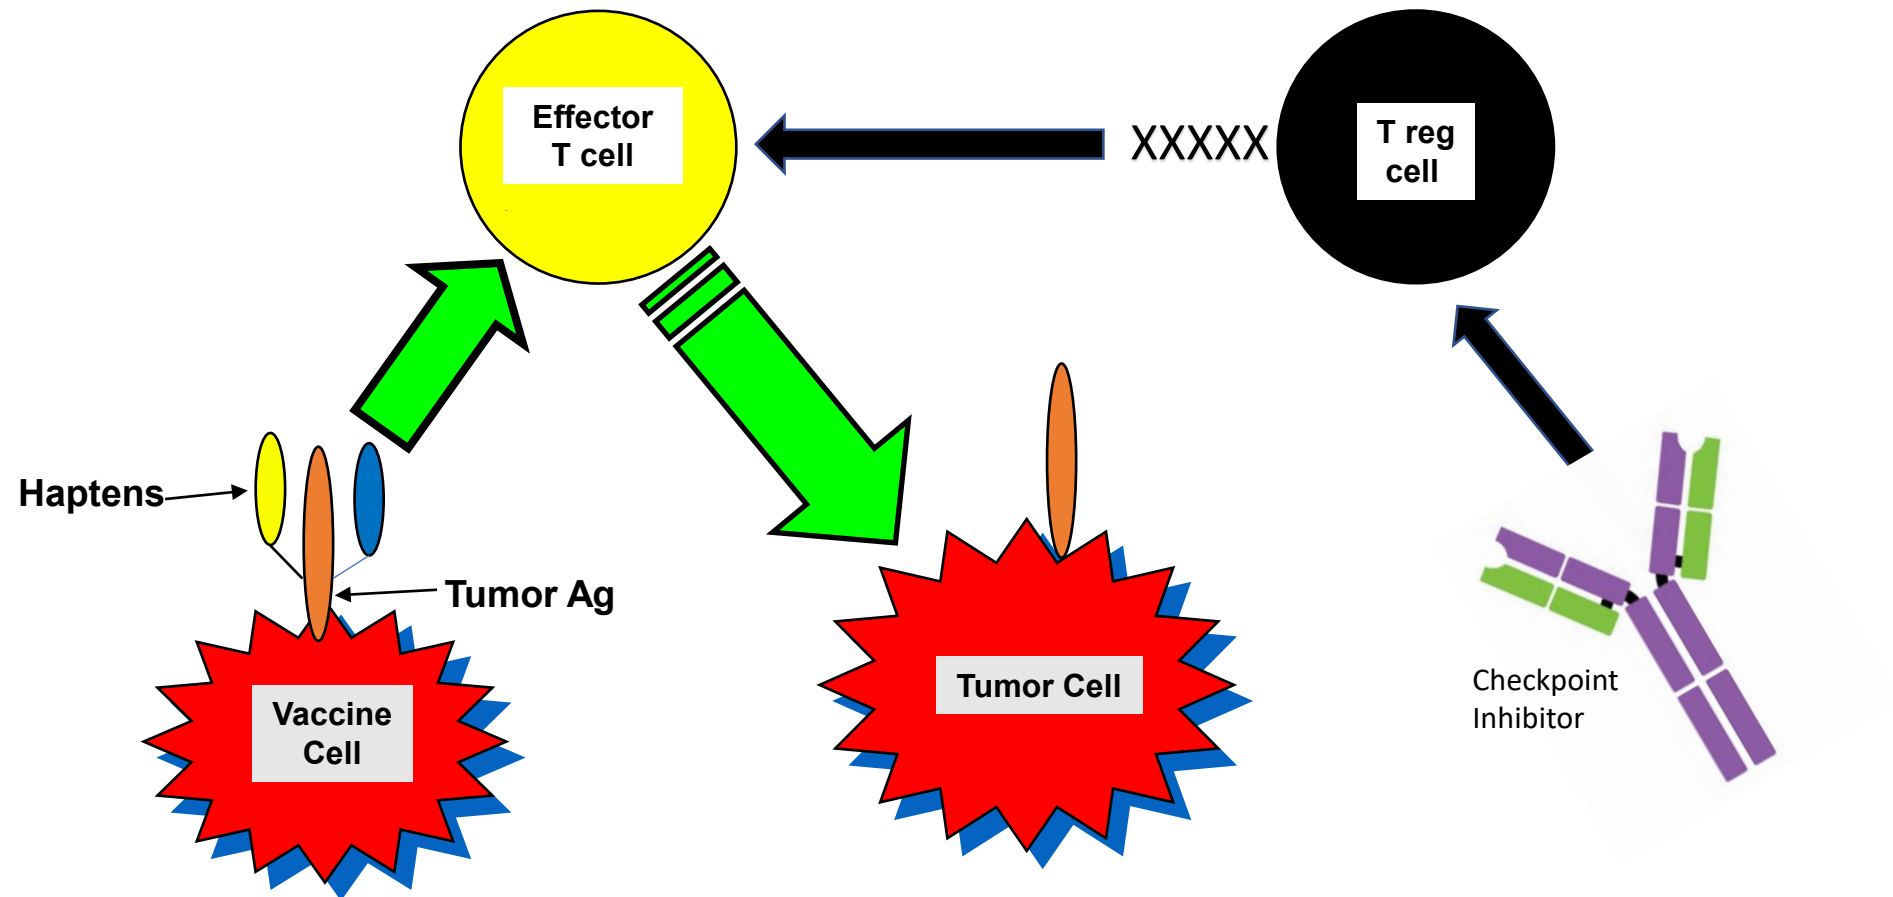 Effector
T cell
XXXXX
T reg
cell
Haptens
Tumor Ag
Vaccine
Cell
Tumor Cell
Checkpoint
Inhibitor